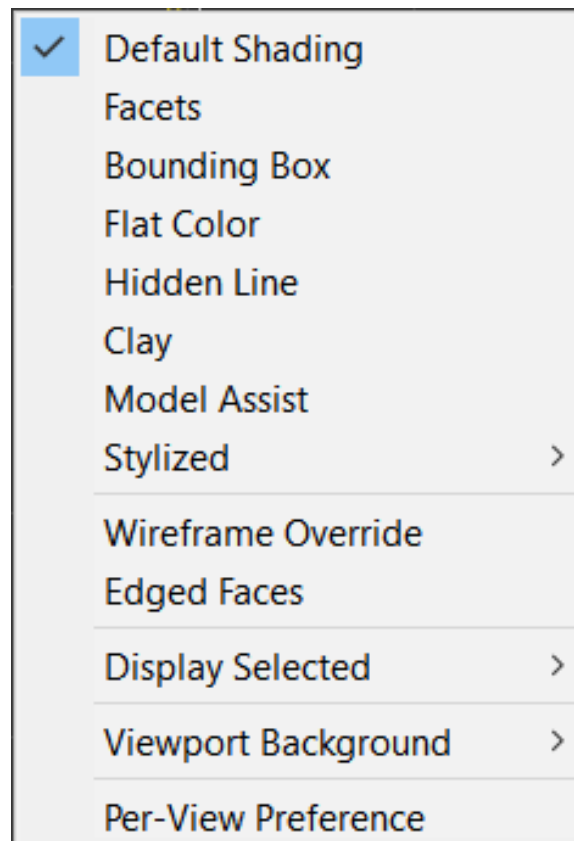 Default Shading
Facets
Bounding Box
Flat Color
Hidden Line
Clay
Model Assist
Stylized
Wireframe Override
Edged Faces
Display Selected
Viewport Background
Per-View Preference